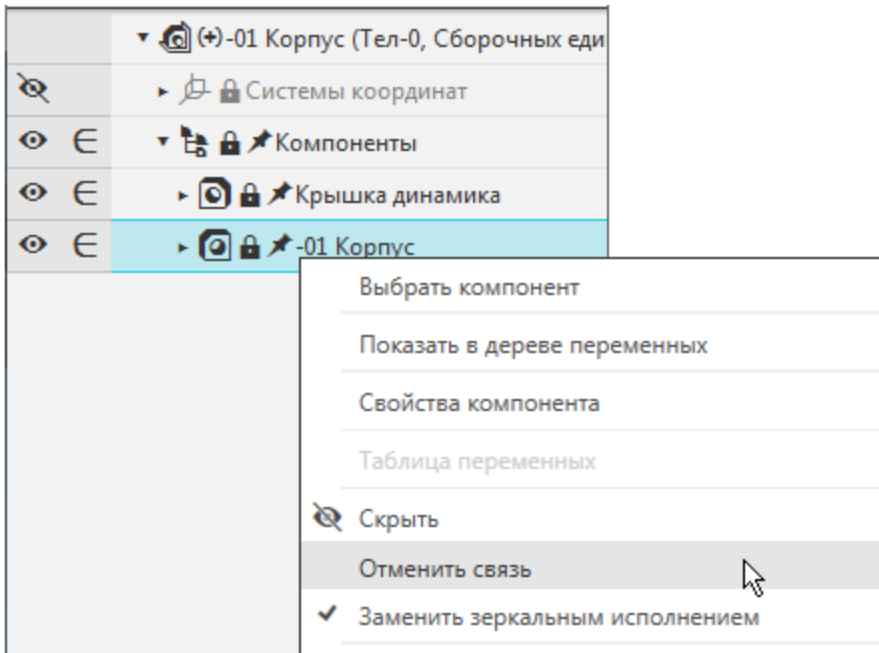 (+)-01 Корпус (Тел-0, Сборочных еди
Системы координат
Компоненты
Крышка динамика
-01 Корпус
Выбрать компонент
Показать в дереве переменных
Свойства компонента
Таблица переменных
Скрыть
Отменить связь
Заменить зеркальным исполнением